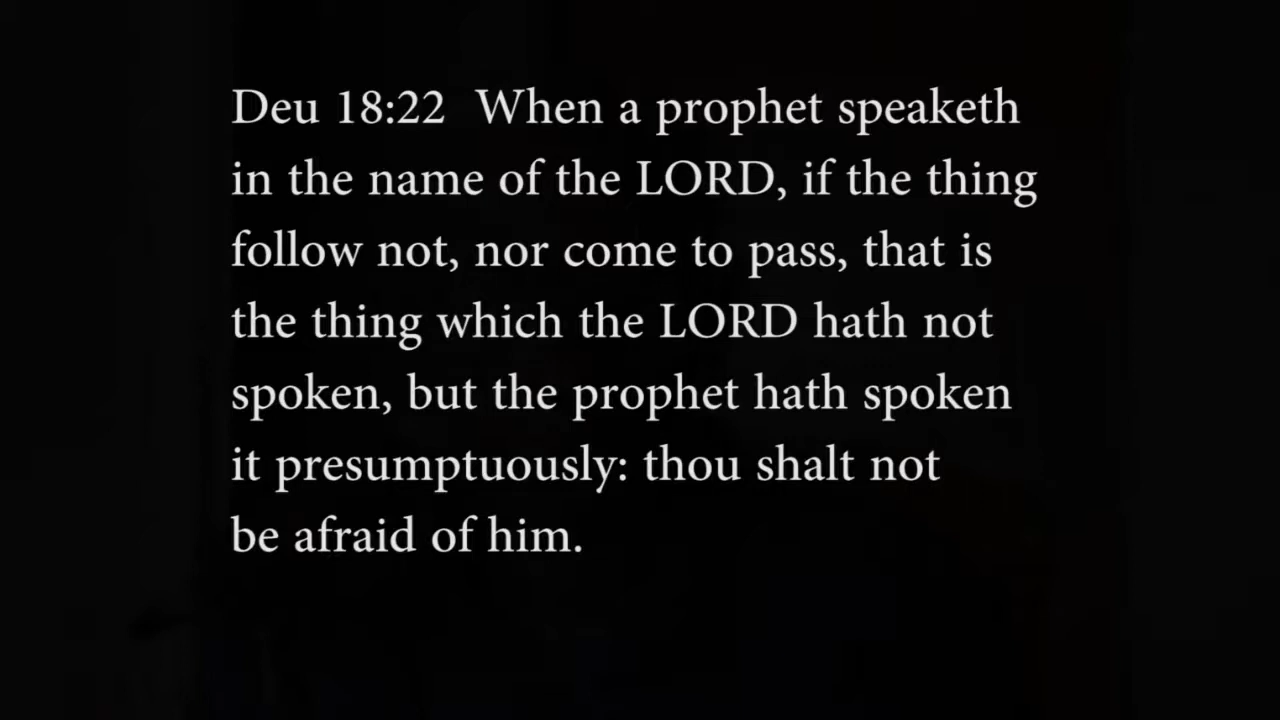 Deu 18:22  When a prophet speaketh
in the name of the LORD, if the thing
follow not, nor come to pass, that is
the thing which the LORD hath not
spoken, but the prophet hath spoken
it presumptuously: thou shalt not
be afraid of him.